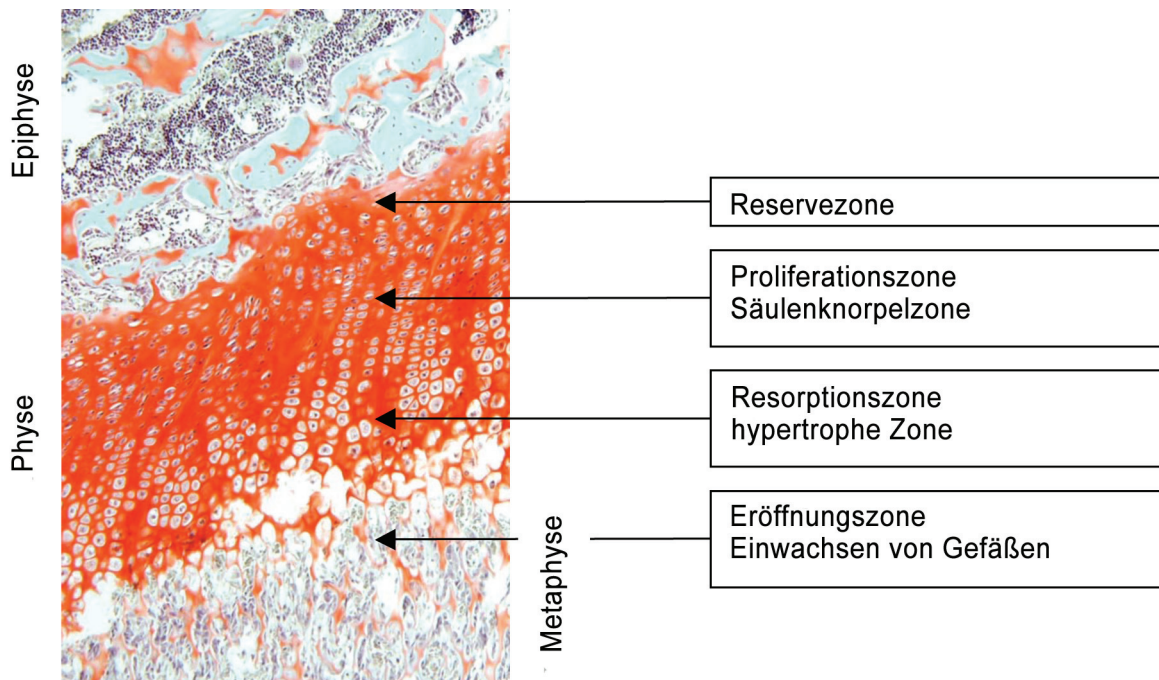 Epiphyse
Physe
Metaphyse
Reservezone
Proliferationszone
Säulenknorpelzone
Resorptionszone
hypertrophe Zone
Eröffnungszone
Einwachsen von Gefäßen